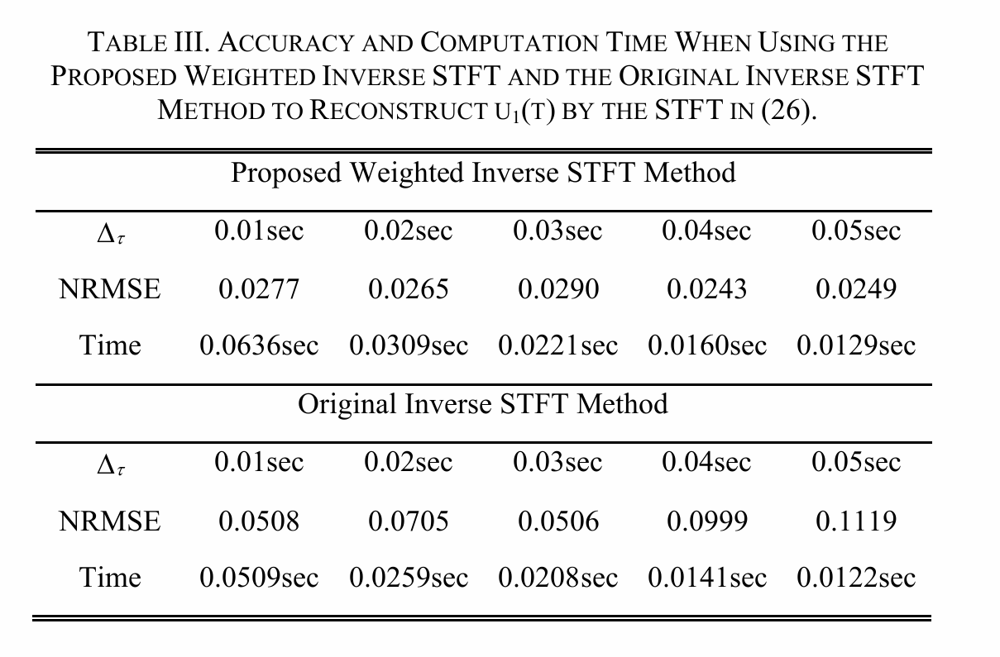 TABLE III. ACCURACY AND COMPUTATION TIME WHEN USING THE
PROPOSED WEIGHTED INVERSE STFT AND THE ORIGINAL INVERSE STFT
METHOD TO RECONSTRUCT U₁(T) BY THE STFT IN (26).
Proposed Weighted Inverse STFT Method
Δτ 0.01sec 0.02sec 0.03sec 0.04sec 0.05sec
NRMSE 0.0277 0.0265 0.0290 0.0243 0.0249
Time 0.0636sec 0.0309sec 0.0221sec 0.0160sec 0.0129sec
Original Inverse STFT Method
Δτ 0.01sec 0.02sec 0.03sec 0.04sec 0.05sec
NRMSE 0.0508 0.0705 0.0506 0.0999 0.1119
Time 0.0509sec 0.0259sec 0.0208sec 0.0141sec 0.0122sec